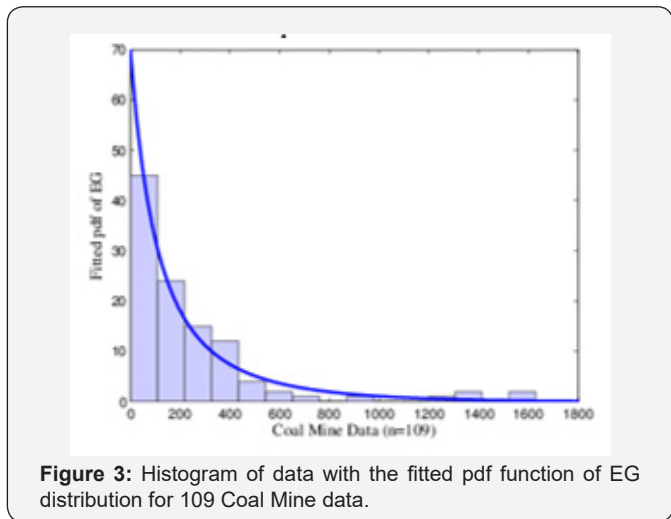 70
60
50
40
30
20
10
0
Fitted pdf of EG
0 200 400 600 800 1000 1200 1400 1600 1800
Coal Mine Data (n=109)
Figure 3: Histogram of data with the fitted pdf function of EG
distribution for 109 Coal Mine data.